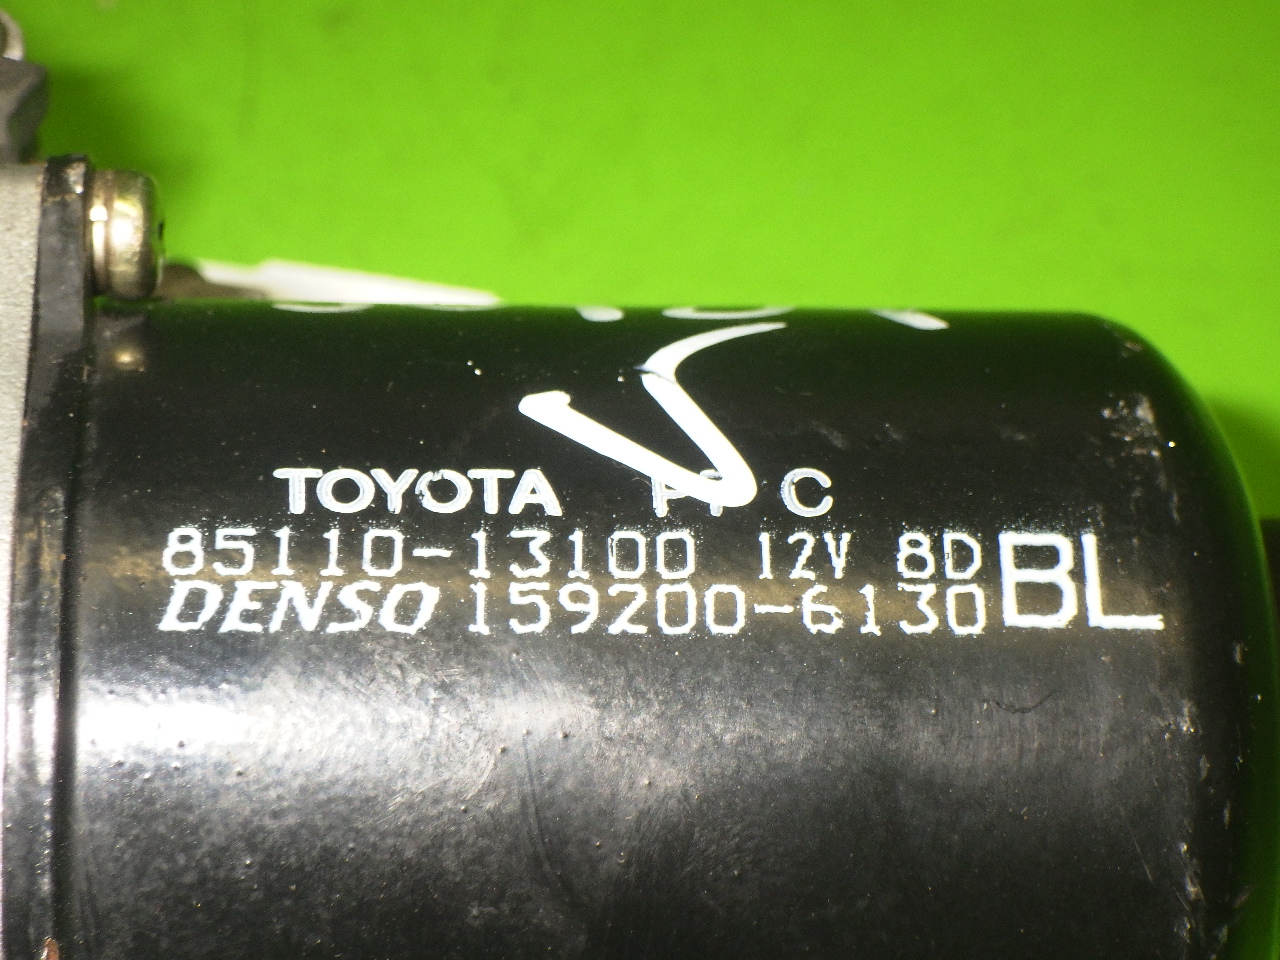 TOYOTA C
85110-13100 12V 8D
DENSO 159200-6130 BL